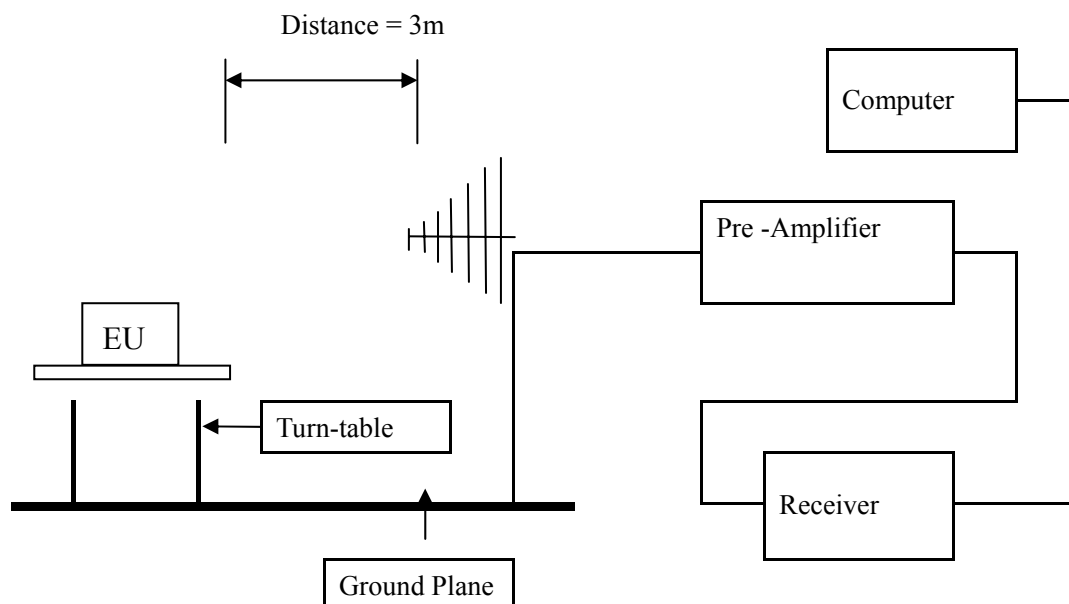 Distance = 3m
Computer
Pre -Amplifier
EU
Turn-table
Receiver
Ground Plane